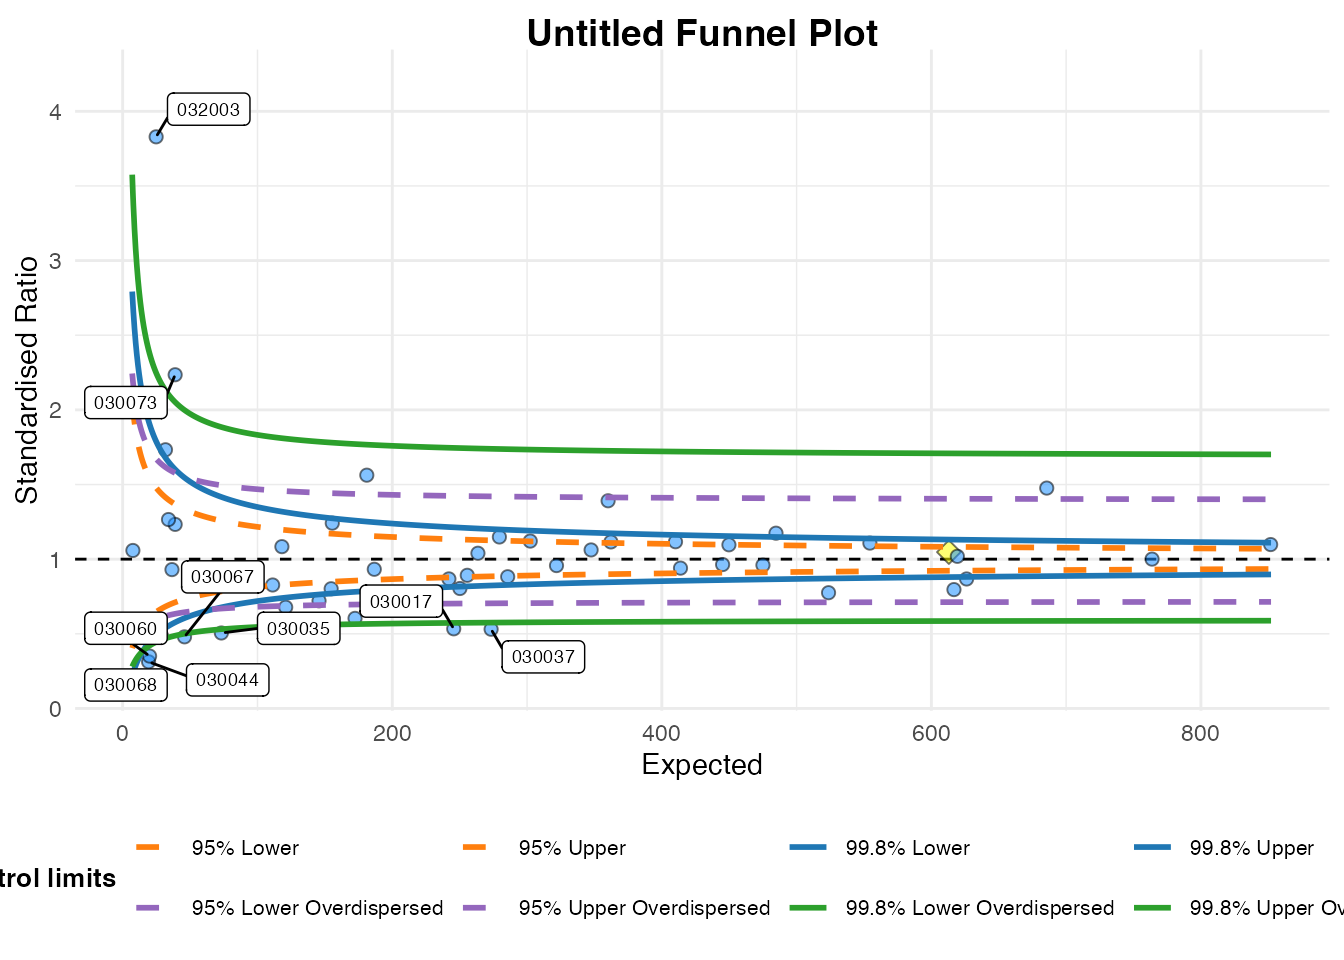 Untitled Funnel Plot
Standardised Ratio
4
3
2
1
0
032003
030073
030067
030017
030060
030035
030037
030068
030044
0 200 400 600 800
Expected
trol limits
95% Lower 95% Upper 99.8% Lower 99.8% Upper
95% Lower Overdispersed 95% Upper Overdispersed 99.8% Lower Overdispersed 99.8% Upper Ov